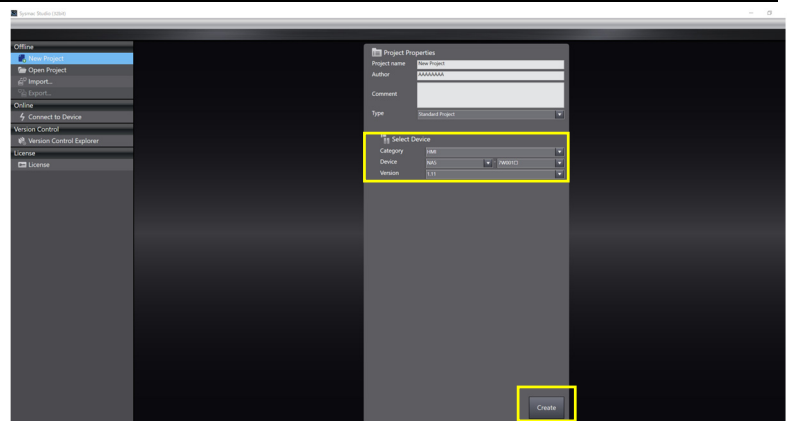 Sysmac Studio (32bit)
Offline
New Project
Open Project
Import...
Export...
Online
Connect to Device
Version Control
Version Control Explorer
License
License
Project Properties
Project name New Project
Author AAAAAAAA
Comment
Type Standard Project
Select Device
Category HMI
Device NA5 - 7W001□
Version 1.11
Create